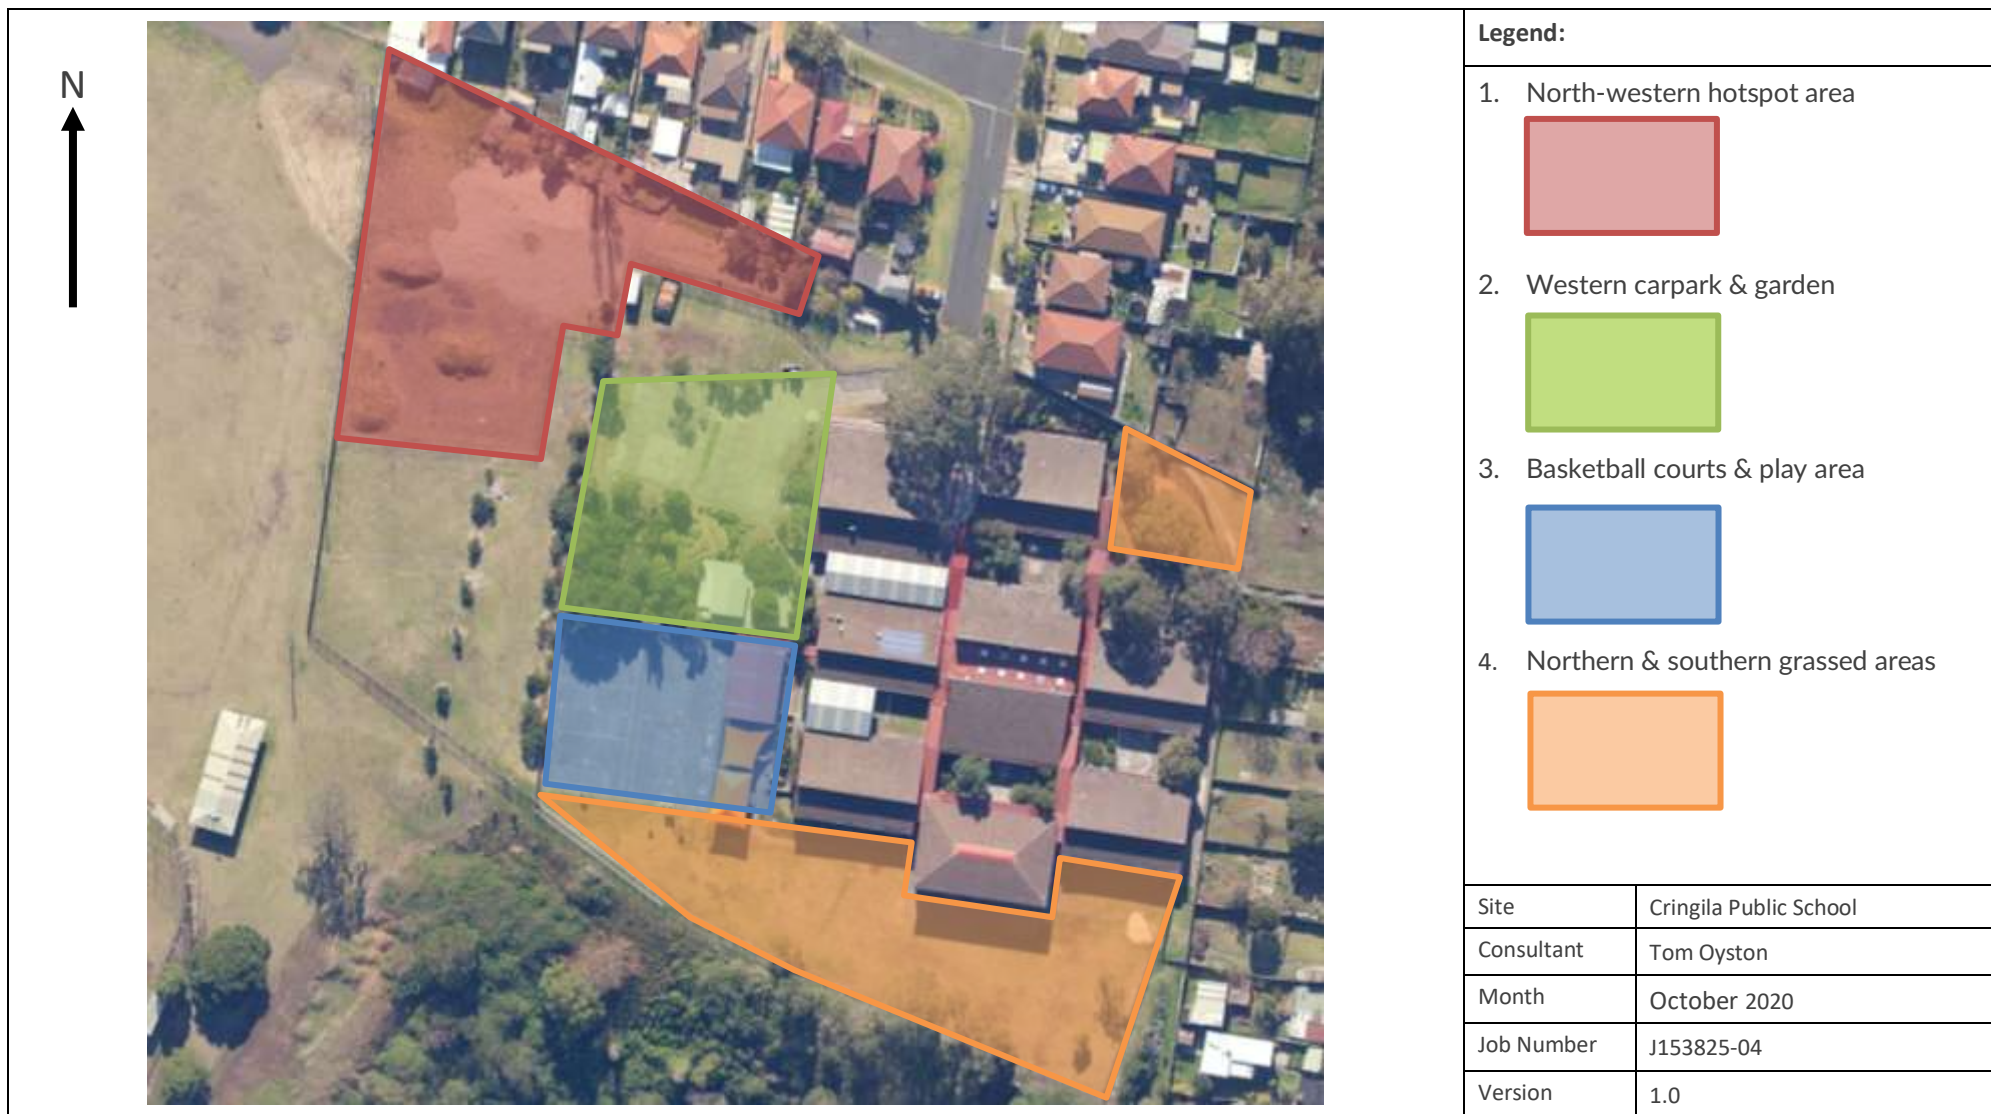 N
Legend:
1. North-western hotspot area
2. Western carpark & garden
3. Basketball courts & play area
4. Northern & southern grassed areas
Site Cringila Public School
Consultant Tom Oyston
Month October 2020
Job Number J153825-04
Version 1.0